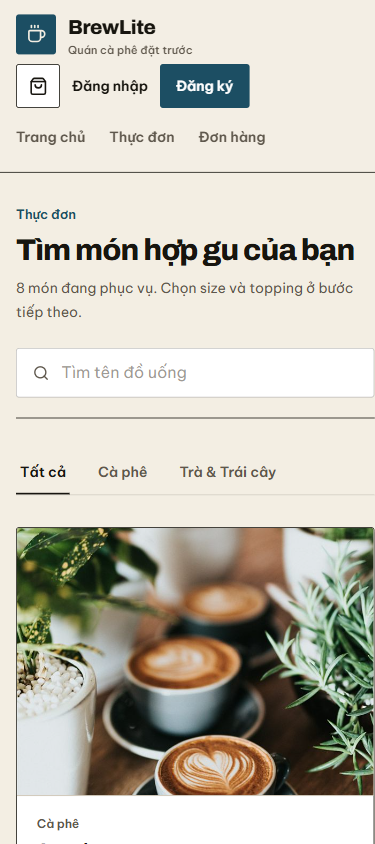 BrewLite
Quán cà phê đặt trước
Đăng nhập
Đăng ký
Trang chủ
Thực đơn
Đơn hàng
Thực đơn
Tìm món hợp gu của bạn
8 món đang phục vụ. Chọn size và topping ở bước
tiếp theo.
Tìm tên đồ uống
Tất cả
Cà phê
Trà & Trái cây
Cà phê